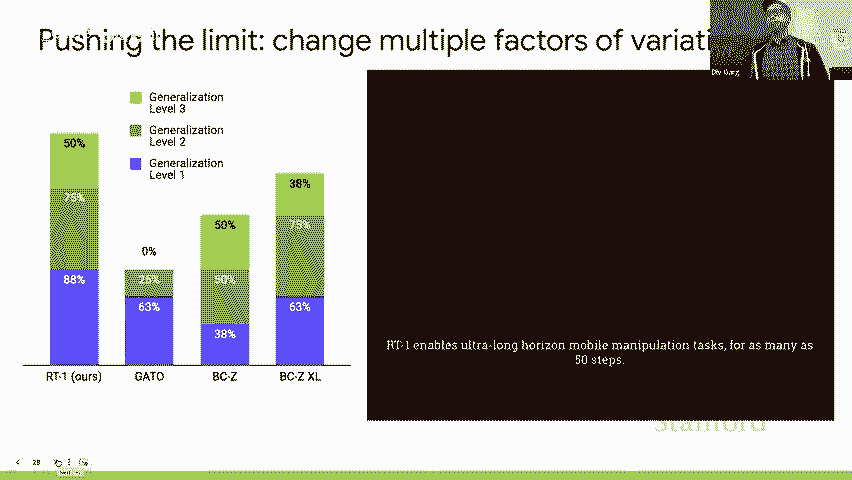 Pushing the limit: change multiple factors of variati
Div Garg
Generalization
Level 3
Generalization
Level 2
Generalization
Level 1
50%
75%
88%
0%
25%
63%
50%
50%
38%
38%
75%
63%
RT-1 (ours)
GATO
BC-Z
BC-Z XL
RT-1 enables ultra-long horizon mobile manipulation tasks, for as many as
50 steps.
Stanford
28